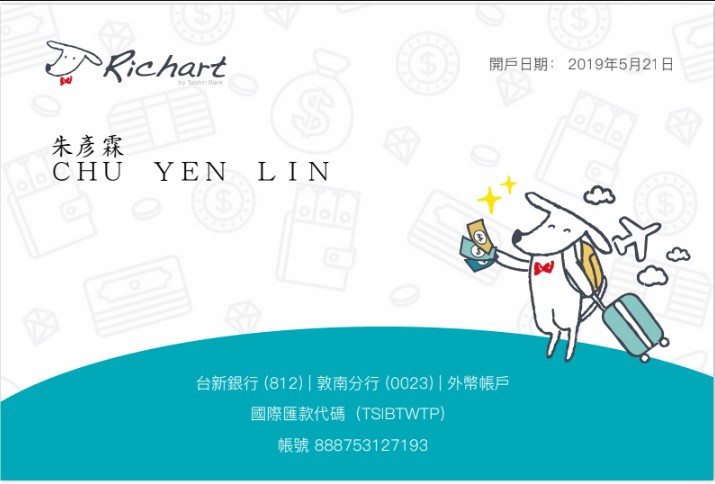 Richart
by Taishin Bank
開戶日期： 2019年5月21日
朱彥霖
CHU YEN LIN
台新銀行 (812) | 敦南分行 (0023) | 外幣帳戶
國際匯款代碼（TSIBTWTP）
帳號 888753127193